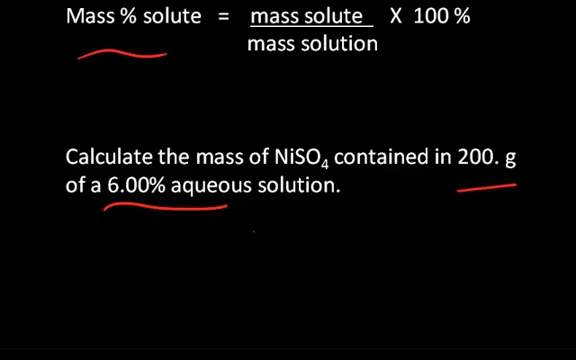 Mass % solute = mass solute X 100 %
mass solution
Calculate the mass of NiSO₄ contained in 200. g
of a 6.00% aqueous solution.